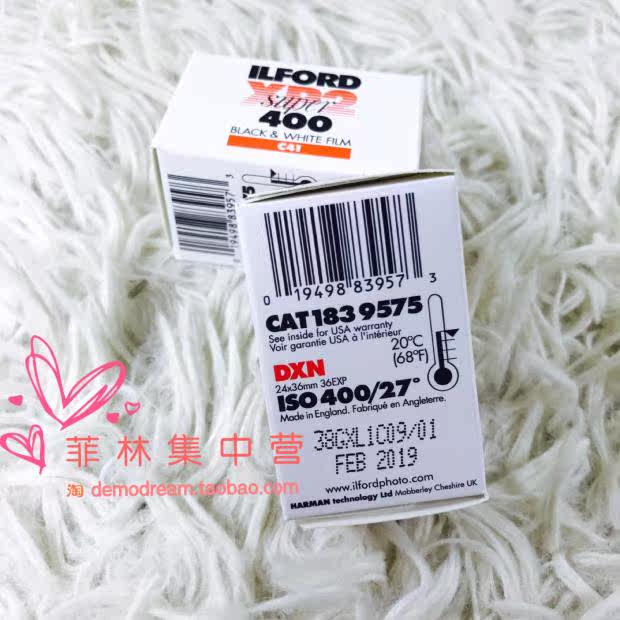 ILFORD
XP2
super
400
BLACK & WHITE FILM
C41
19498 83957 3
0 19498 83957 3
CAT 183 9575
See inside for USA warranty
Voir garantie USA à l'intérieur
20°C
(68°F)
DXN
24x36mm 36EXP
ISO 400/27°
Made in England. Fabriqué en Angleterre.
38GXL1C09/01
FEB 2019
www.ilfordphoto.com
HARMAN technology Ltd Mobberley Cheshire UK
菲林集中营
淘 demodream.taobao.com